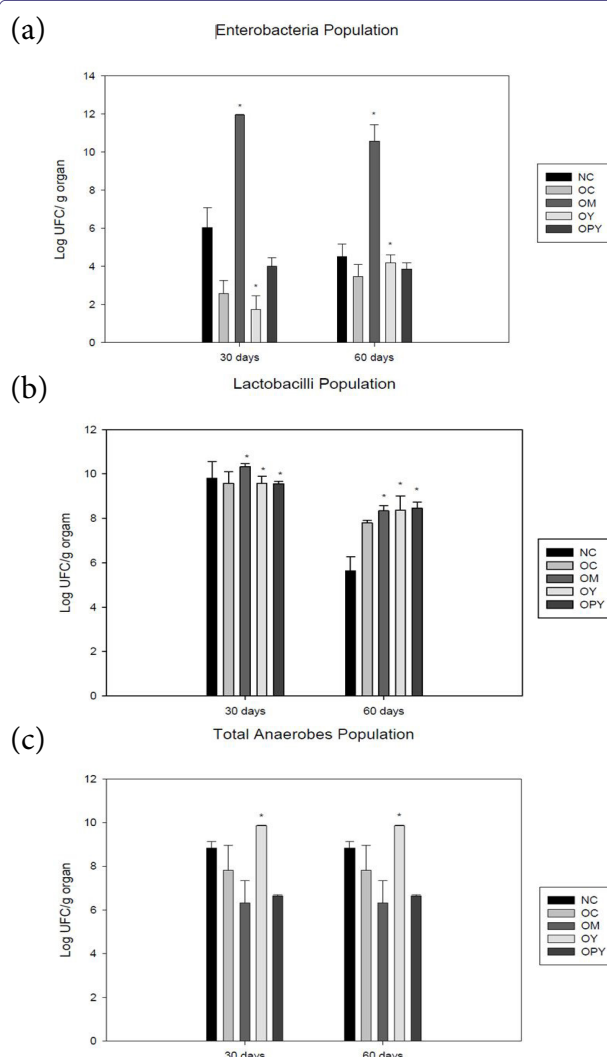 (a)
Enterobacteria Population
14
12
10
8
6
4
2
0
Log UFC/ g organ
* * * *
30 days 60 days
NC
OC
OM
OY
OPY
(b)
Lactobacilli Population
12
10
8
6
4
2
0
Log UFC/g orgam
* * * * * *
30 days 60 days
NC
OC
OM
OY
OPY
(c)
Total Anaerobes Population
12
10
8
6
4
2
0
Log UFC/g organ
* *
30 days 60 days
NC
OC
OM
OY
OPY